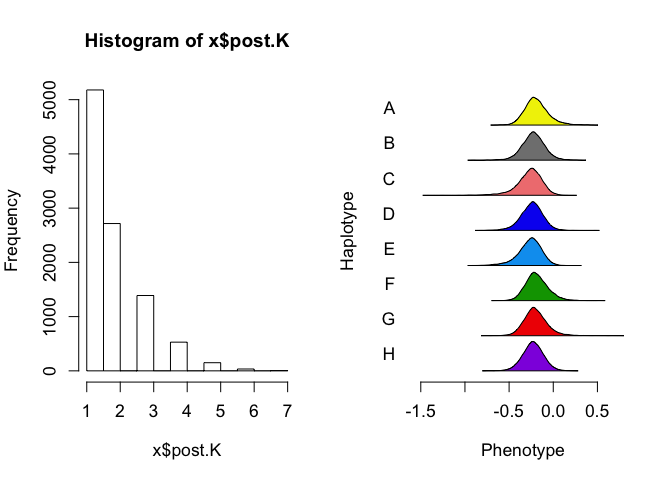 Histogram of x$post.K
Frequency
0
1000
2000
3000
4000
5000
1 2 3 4 5 6 7
x$post.K
Haplotype
A
B
C
D
E
F
G
H
-1.5 -0.5 0.0 0.5
Phenotype